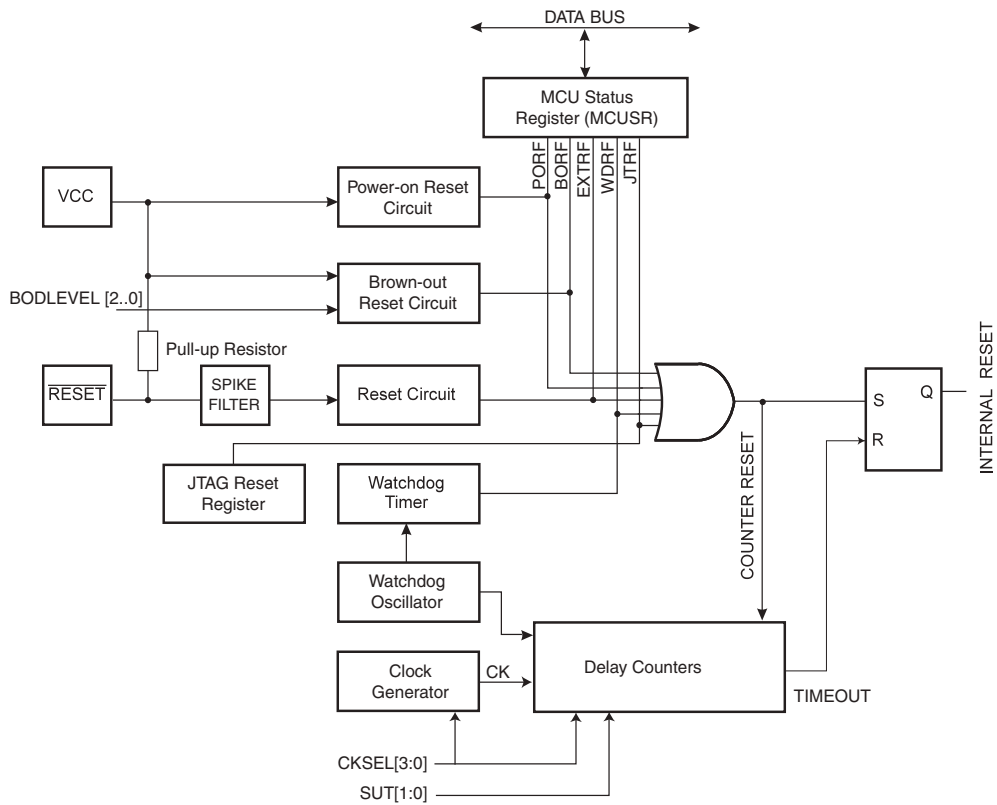 DATA BUS
MCU Status
Register (MCUSR)
PORF
BORF
EXTRF
WDRF
JTRF
VCC
Power-on Reset
Circuit
Brown-out
Reset Circuit
BODLEVEL [2..0]
Pull-up Resistor
RESET
SPIKE
FILTER
Reset Circuit
S
Q
R
INTERNAL RESET
JTAG Reset
Register
Watchdog
Timer
COUNTER RESET
Watchdog
Oscillator
Clock
Generator
CK
Delay Counters
TIMEOUT
CKSEL[3:0]
SUT[1:0]